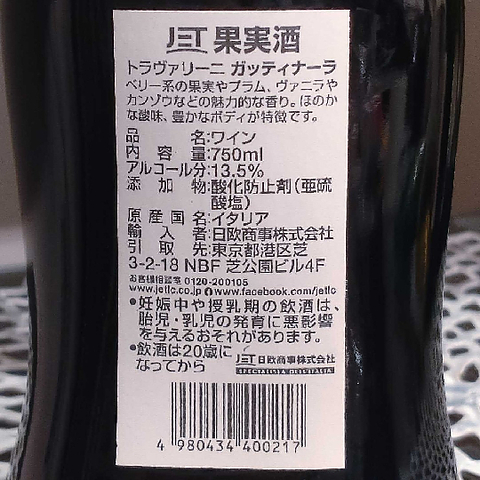 JET 果実酒
トラヴァリーニ ガッティナーラ
ベリー系の果実やプラム、ヴァニラや
カンゾウなどの魅力的な香り。ほのか
な酸味、豊かなボディが特徴です。
品 名:ワイン
内容量:750ml
アルコール分:13.5%
添加物:酸化防止剤(亜硫
酸塩)
原産国名:イタリア
輸入者:日欧商事株式会社
引取先:東京都港区芝
3-2-18 NBF 芝公園ビル4F
お客様相談室 0120-200105
www.jetlc.co.jp www.facebook.com/jetlc
•妊娠中や授乳期の飲酒は、
胎児・乳児の発育に悪影響
を与えるおそれがあります。
•飲酒は20歳に
なってから
JET 日欧商事株式会社
SPECIALISTA DELL'ITALIA
4 980434 400217